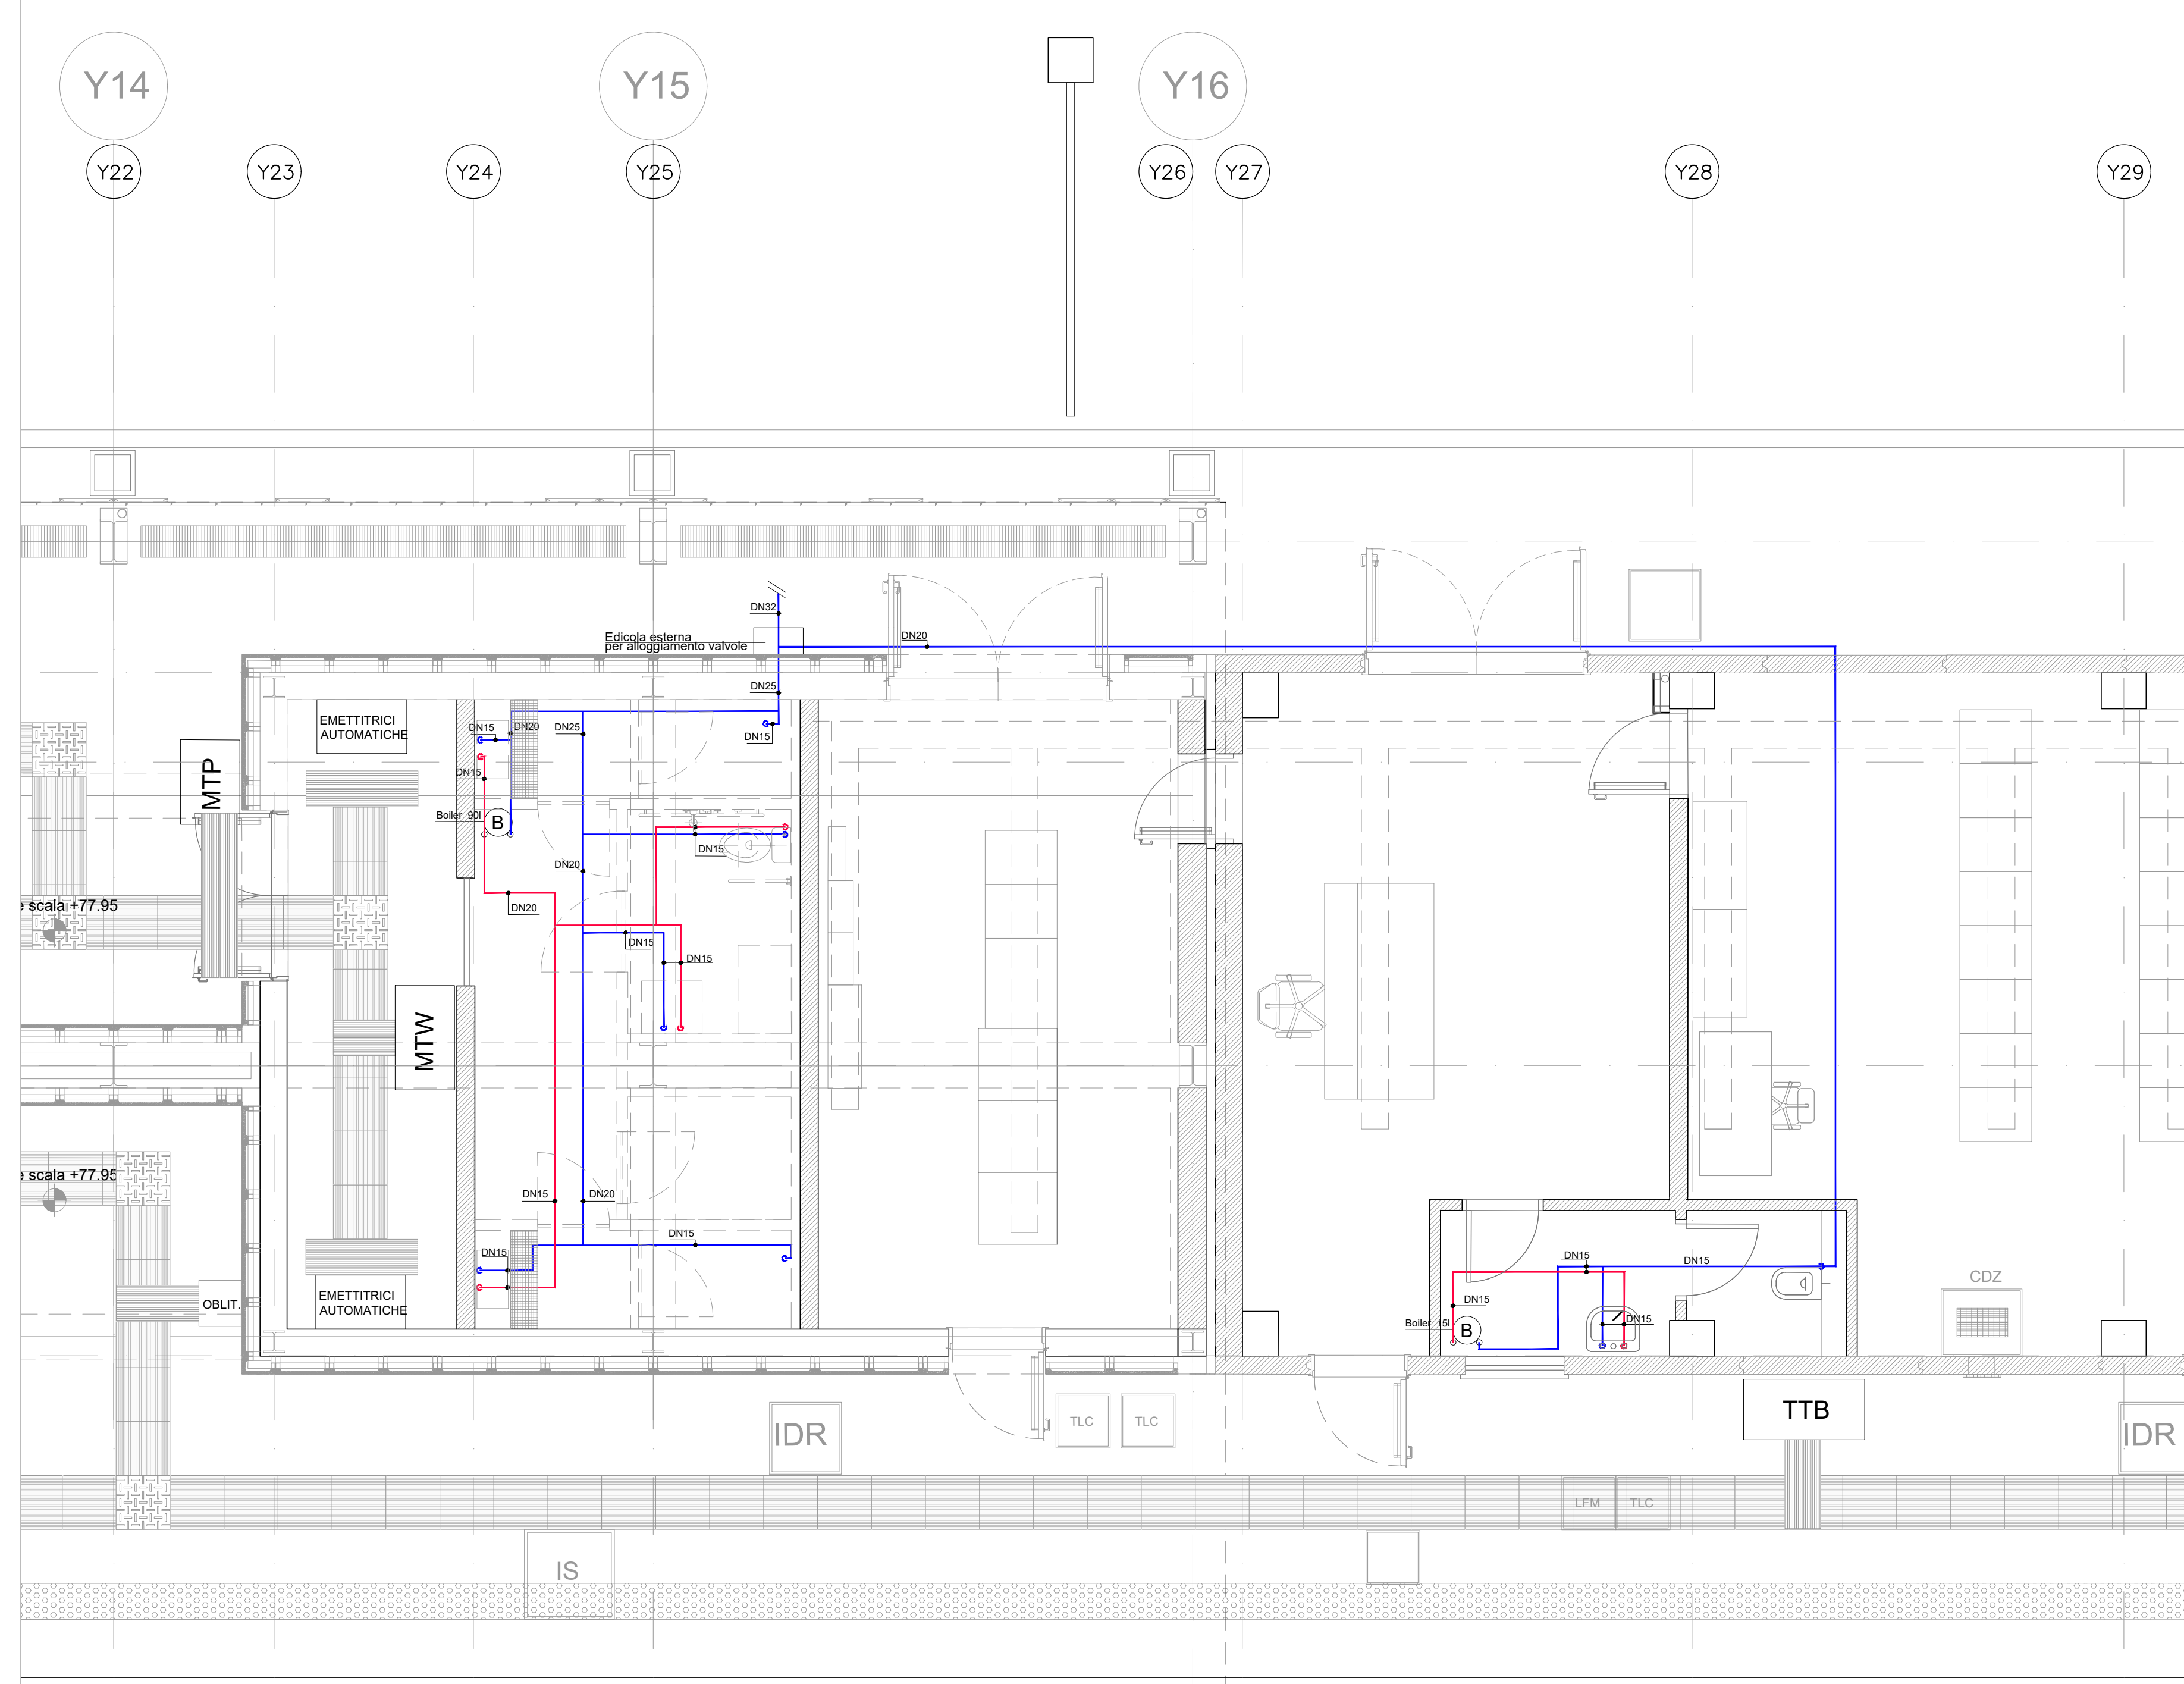 Y14
Y15
Y16
Y22
Y23
Y24
Y25
Y26
Y27
Y28
Y29
DN32
Edicola esterna
per alloggiamento valvole
DN20
DN25
EMETTITRICI
AUTOMATICHE
DN15
DN20
DN25
DN15
MTP
DN15
Boiler 90l
B
DN15
DN20
e scala +77.95
DN20
DN15
DN15
MTW
e scala +77.95
DN15
DN20
DN15
DN15
DN15
DN15
DN15
Boiler 15l
B
DN15
CDZ
OBLIT.
EMETTITRICI
AUTOMATICHE
IDR
TLC
TLC
TTB
IDR
LFM
TLC
IS